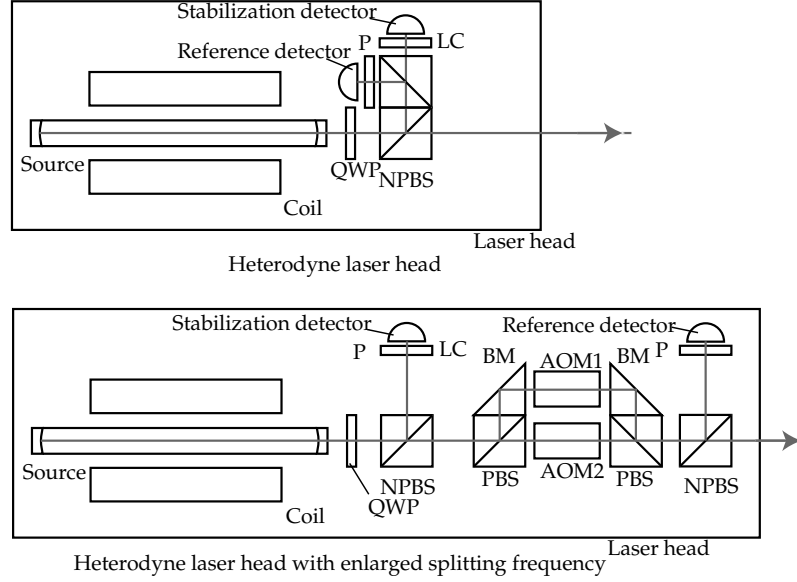 Stabilization detector
P
LC
Reference detector
Source
QWP
NPBS
Coil
Laser head
Heterodyne laser head
Stabilization detector
Reference detector
P
LC
BM
AOM1
BM
P
Source
NPBS
QWP
PBS
AOM2
PBS
NPBS
Coil
Laser head
Heterodyne laser head with enlarged splitting frequency